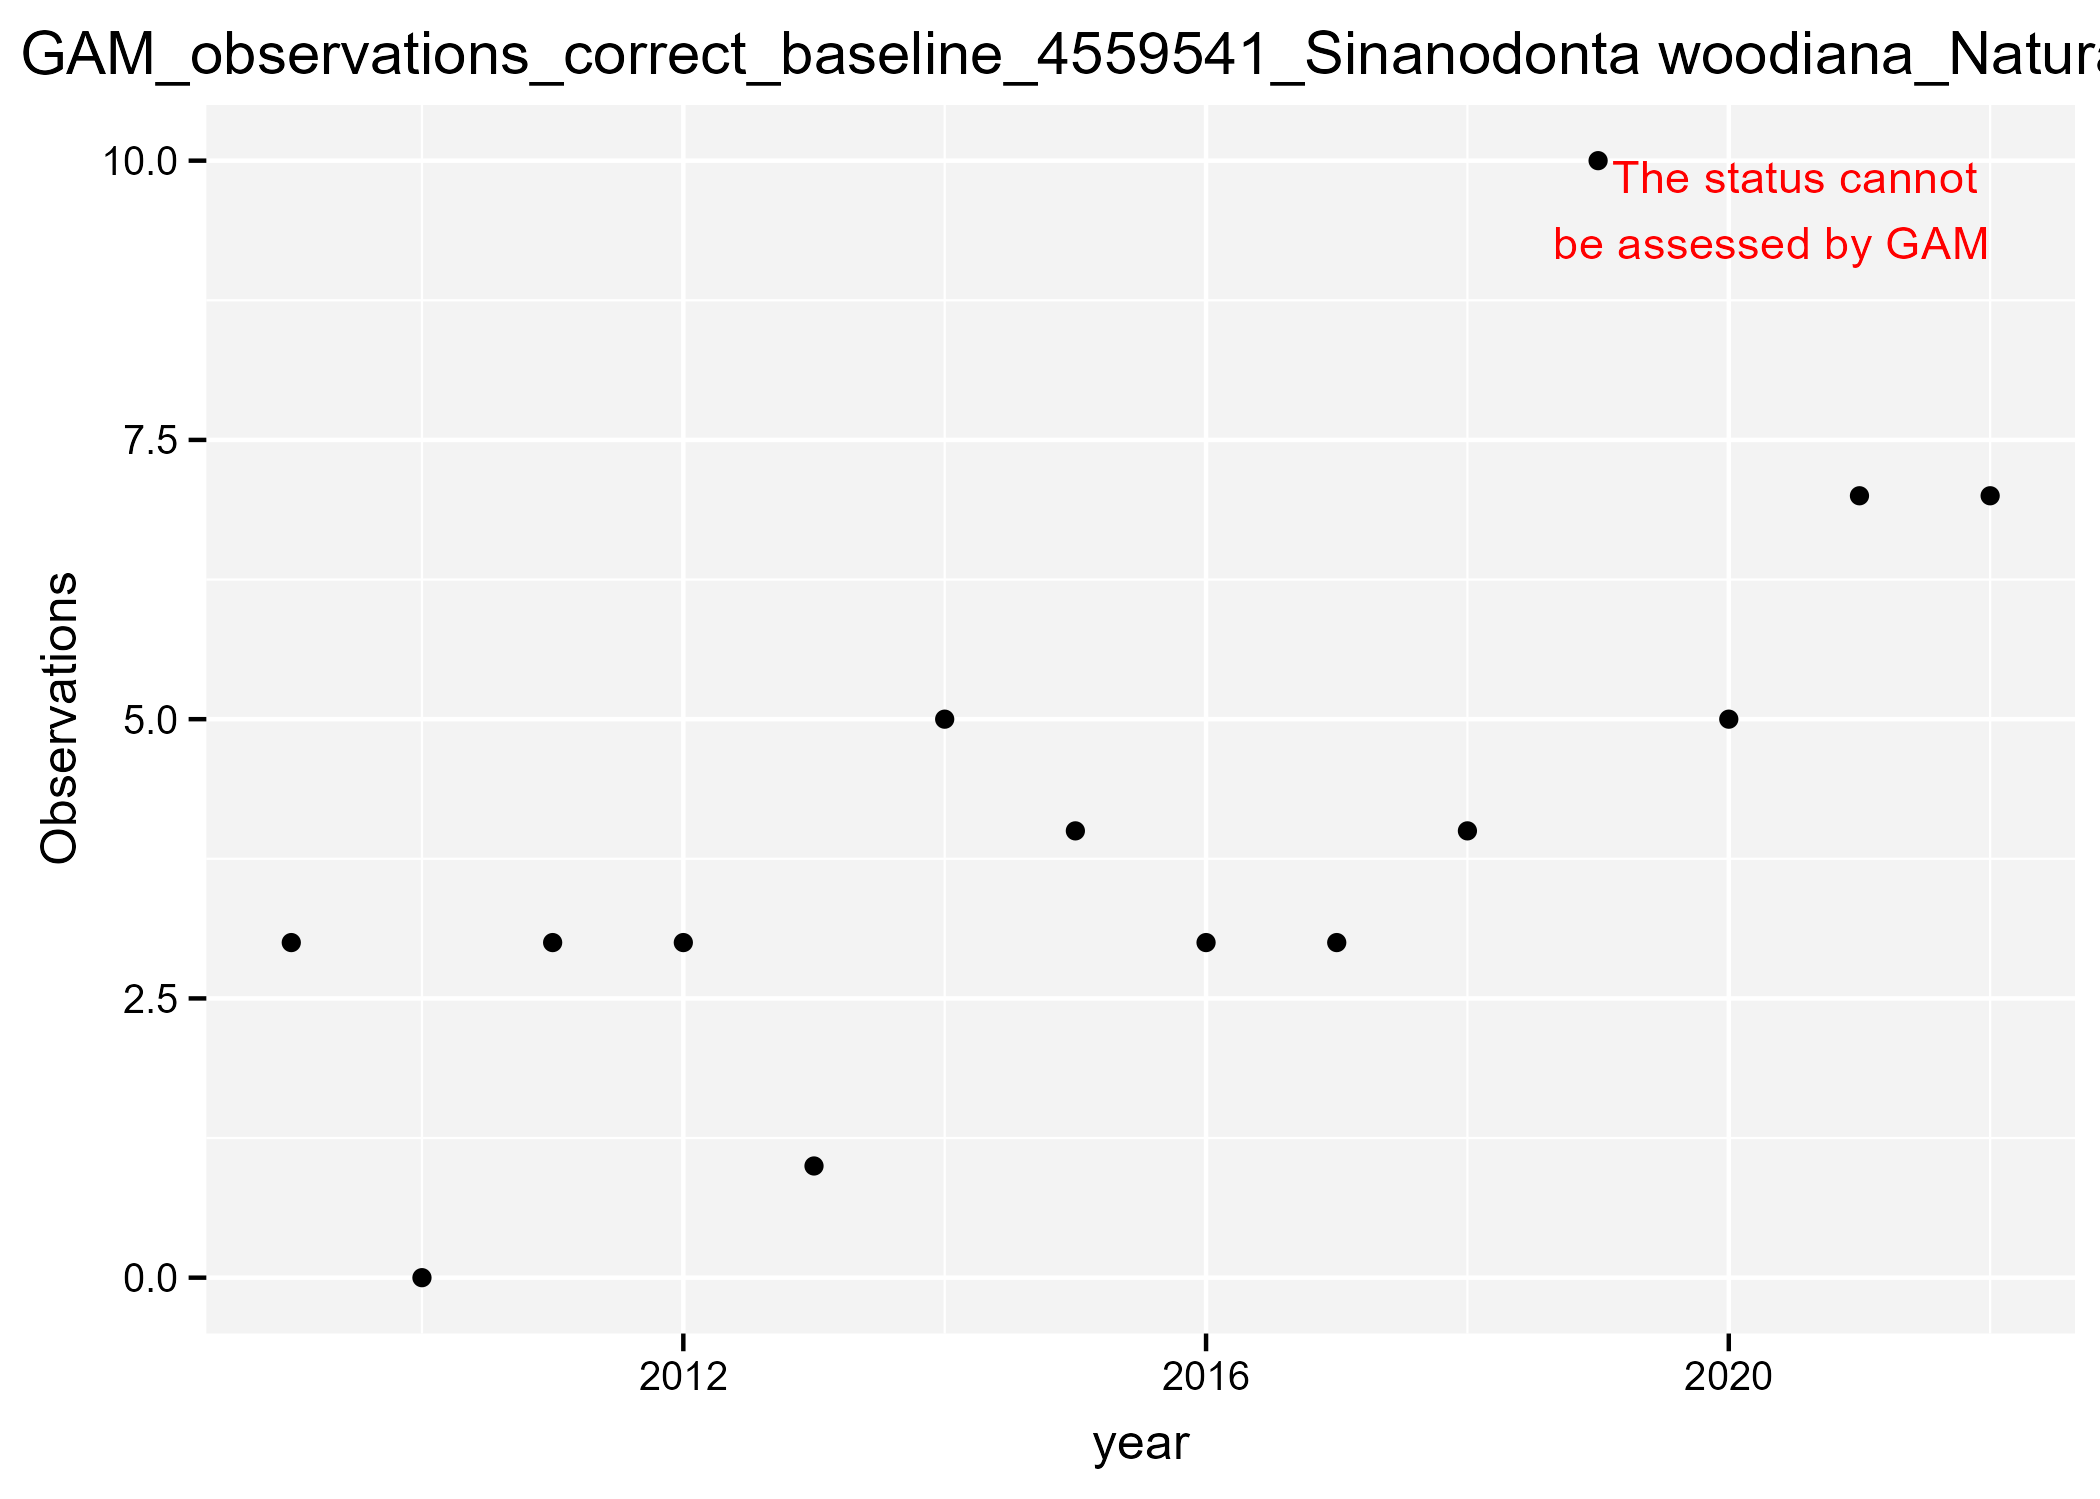 GAM_observations_correct_baseline_4559541_Sinanodonta woodiana_Natura
10.0
The status cannot
be assessed by GAM
7.5
5.0
2.5
0.0
Observations
2012 2016 2020
year